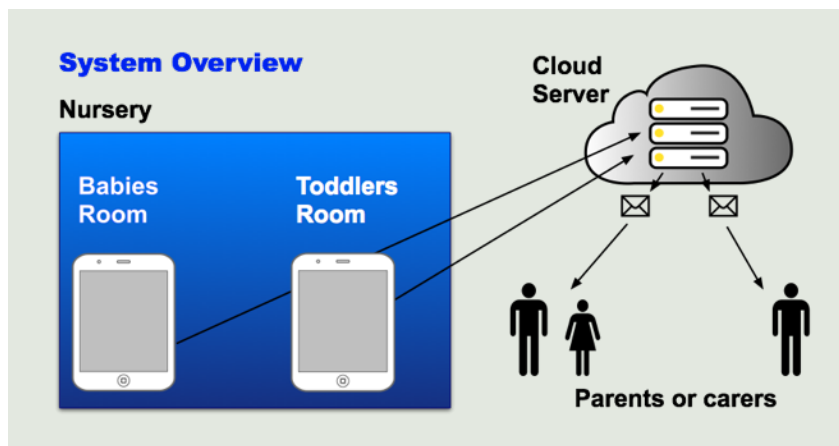 System Overview
Nursery
Babies
Room
Toddlers
Room
Cloud
Server
Parents or carers